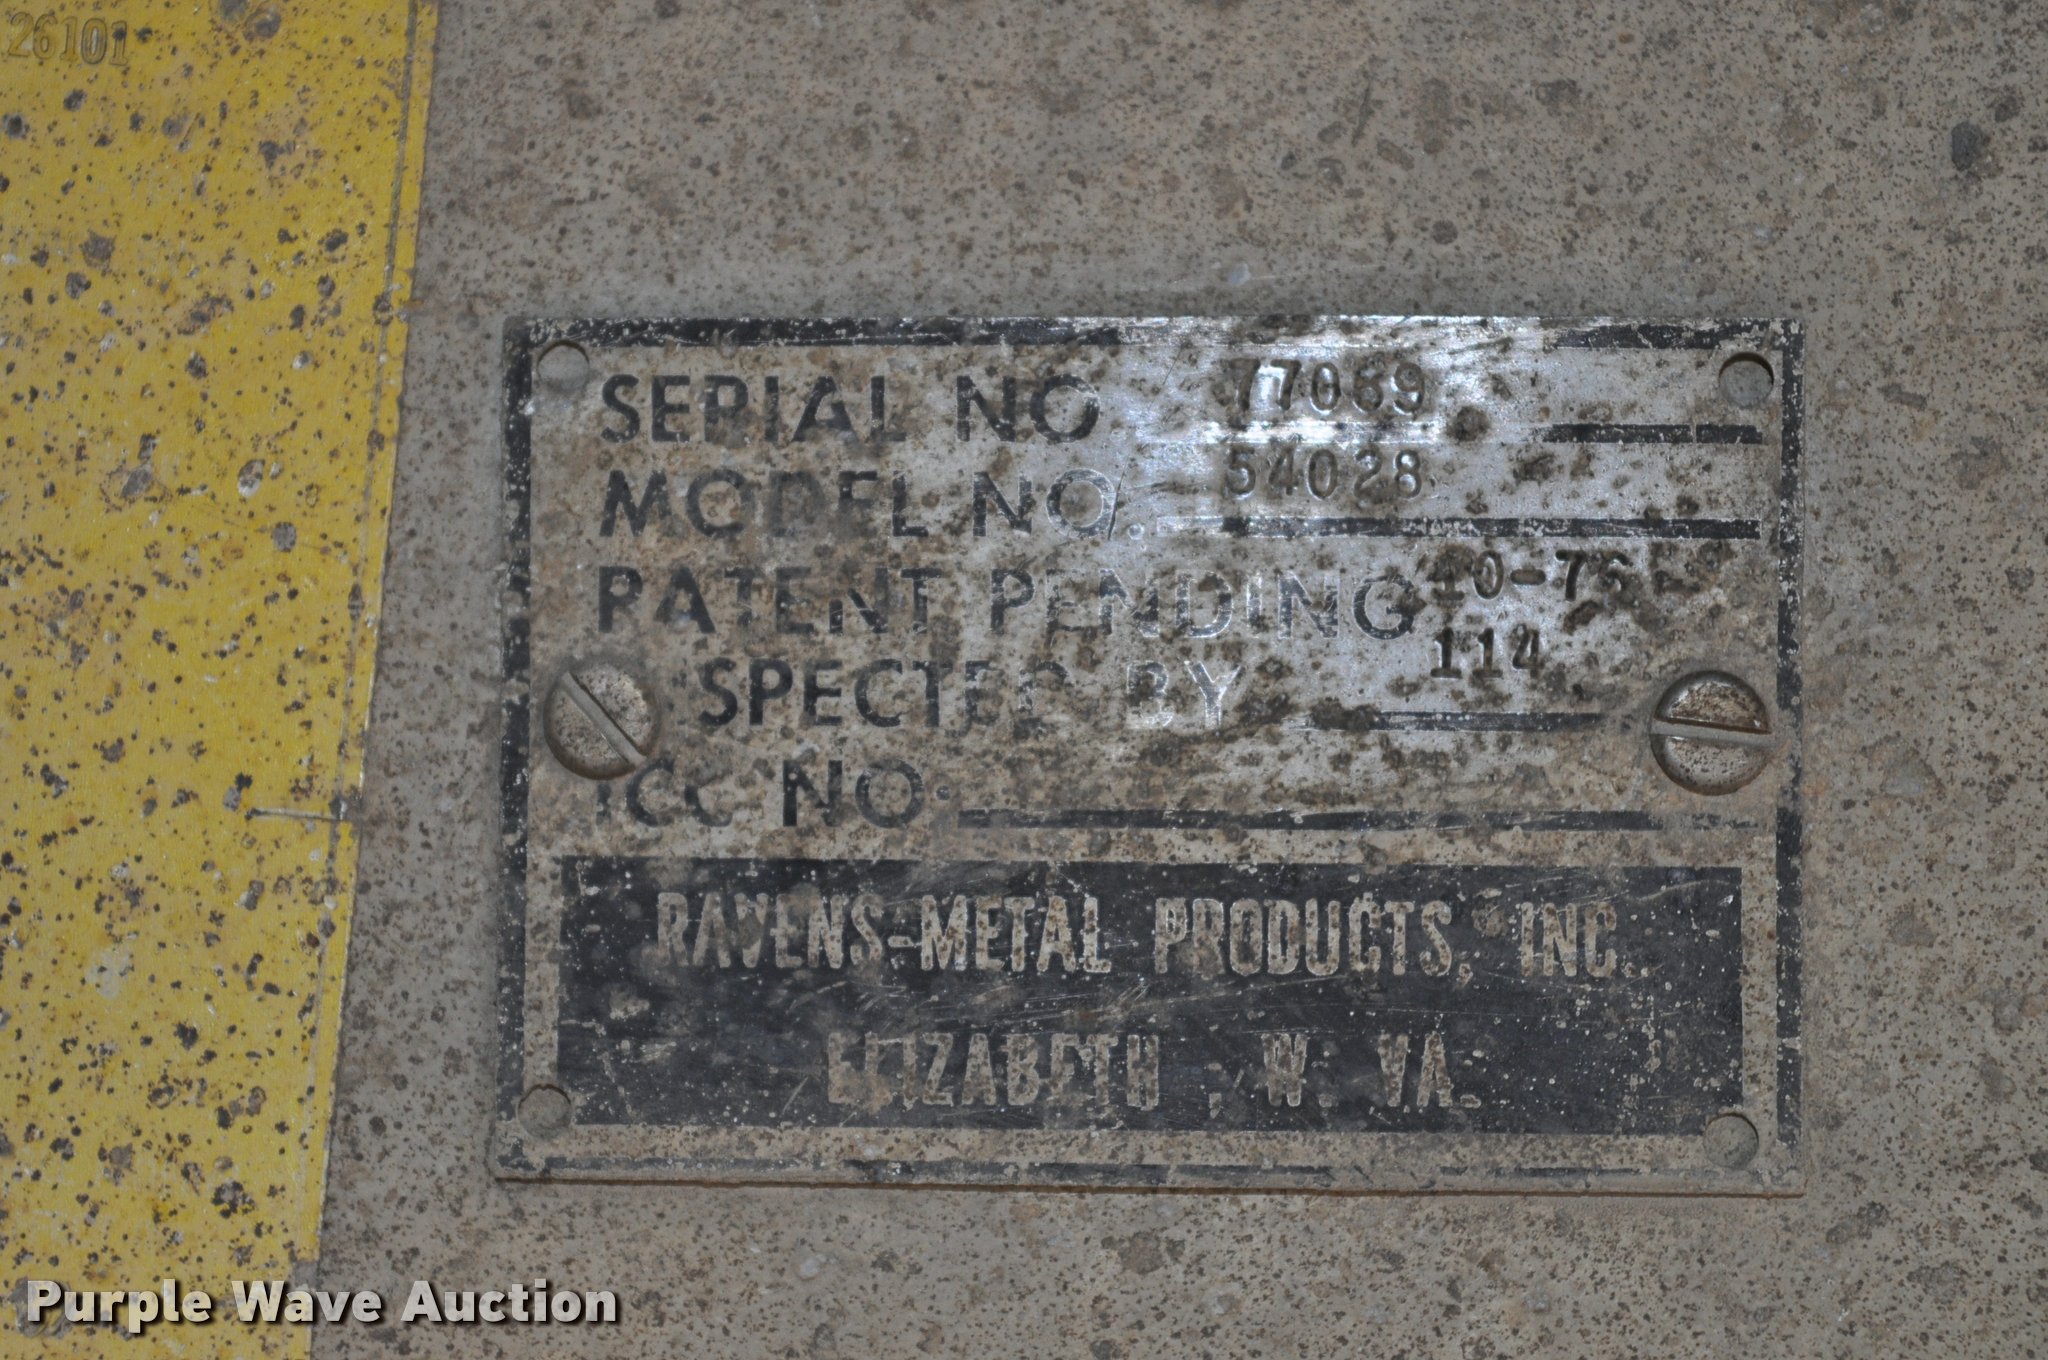 26101
SERIAL NO 77069
MODEL NO. 54028
PATENT PENDING 10-76
SPECTED BY 114
ICC NO.
RAVENS-METAL PRODUCTS, INC.
ELIZABETH, W. VA.
Purple Wave Auction